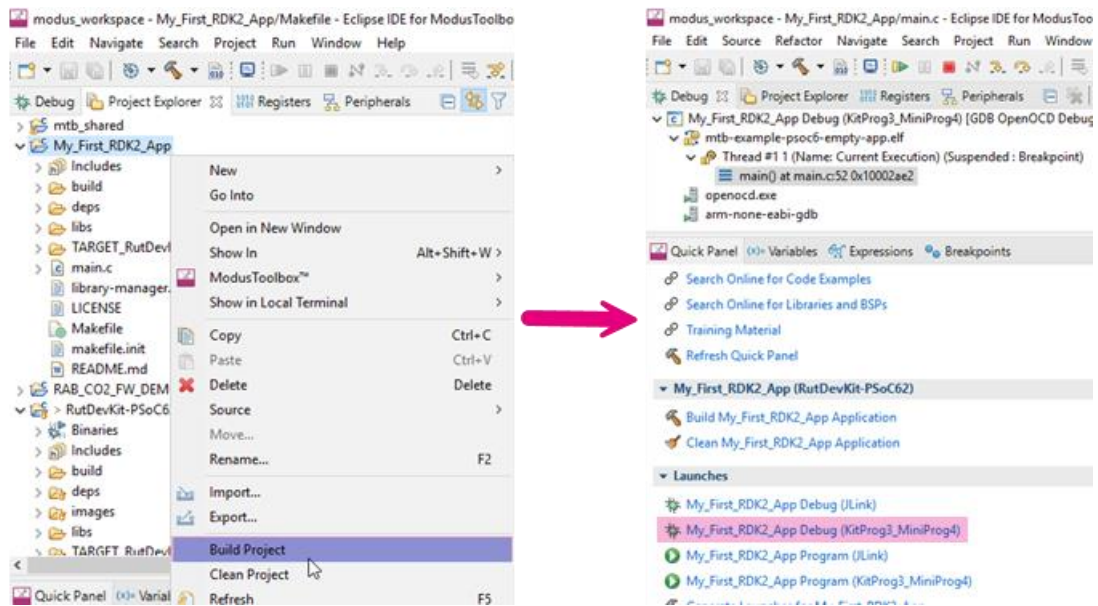 modus_workspace - My_First_RDK2_App/Makefile - Eclipse IDE for ModusToolbo
File Edit Navigate Search Project Run Window Help
Debug Project Explorer Registers Peripherals
mtb_shared
My_First_RDK2_App
Includes
build
deps
libs
TARGET_RutDevI
main.c
library-manager.
LICENSE
Makefile
makefile.init
README.md
RAB_CO2_FW_DEM
> RutDevKit-PSoC6
Binaries
Includes
build
deps
images
libs
TARGET_RutDevI
Quick Panel (x)= Varial
New
Go Into
Open in New Window
Show In Alt+Shift+W >
ModusToolbox™ >
Show in Local Terminal >
Copy Ctrl+C
Paste Ctrl+V
Delete Delete
Source >
Move...
Rename... F2
Import...
Export...
Build Project
Clean Project
Refresh F5
modus_workspace - My_First_RDK2_App/main.c - Eclipse IDE for ModusToo
File Edit Source Refactor Navigate Search Project Run Window
Debug Project Explorer Registers Peripherals
My_First_RDK2_App Debug (KitProg3_MiniProg4) [GDB OpenOCD Debug
mtb-example-psoc6-empty-app.elf
Thread #1 1 (Name: Current Execution) (Suspended : Breakpoint)
main() at main.c:52 0x10002ae2
openocd.exe
arm-none-eabi-gdb
Quick Panel (x)= Variables Expressions Breakpoints
Search Online for Code Examples
Search Online for Libraries and BSPs
Training Material
Refresh Quick Panel
My_First_RDK2_App (RutDevKit-PSoC62)
Build My_First_RDK2_App Application
Clean My_First_RDK2_App Application
Launches
My_First_RDK2_App Debug (JLink)
My_First_RDK2_App Debug (KitProg3_MiniProg4)
My_First_RDK2_App Program (JLink)
My_First_RDK2_App Program (KitProg3_MiniProg4)
Generate Launches for My_First_RDK2_App